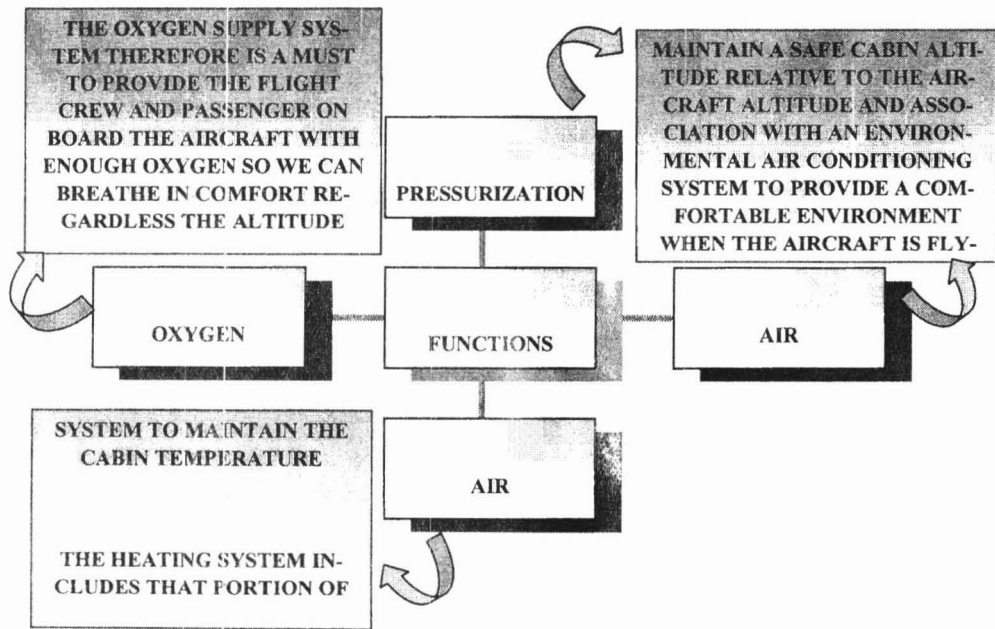 THE OXYGEN SUPPLY SYS-
TEM THEREFORE IS A MUST
TO PROVIDE THE FLIGHT
CREW AND PASSENGER ON
BOARD THE AIRCRAFT WITH
ENOUGH OXYGEN SO WE CAN
BREATHE IN COMFORT RE-
GARDLESS THE ALTITUDE
PRESSURIZATION
MAINTAIN A SAFE CABIN ALTI-
TUDE RELATIVE TO THE AIR-
CRAFT ALTITUDE AND ASSO-
CIATION WITH AN ENVIRON-
MENTAL AIR CONDITIONING
SYSTEM TO PROVIDE A COM-
FORTABLE ENVIRONMENT
WHEN THE AIRCRAFT IS FLY-
OXYGEN
FUNCTIONS
AIR
SYSTEM TO MAINTAIN THE
CABIN TEMPERATURE
THE HEATING SYSTEM IN-
CLUDES THAT PORTION OF
AIR